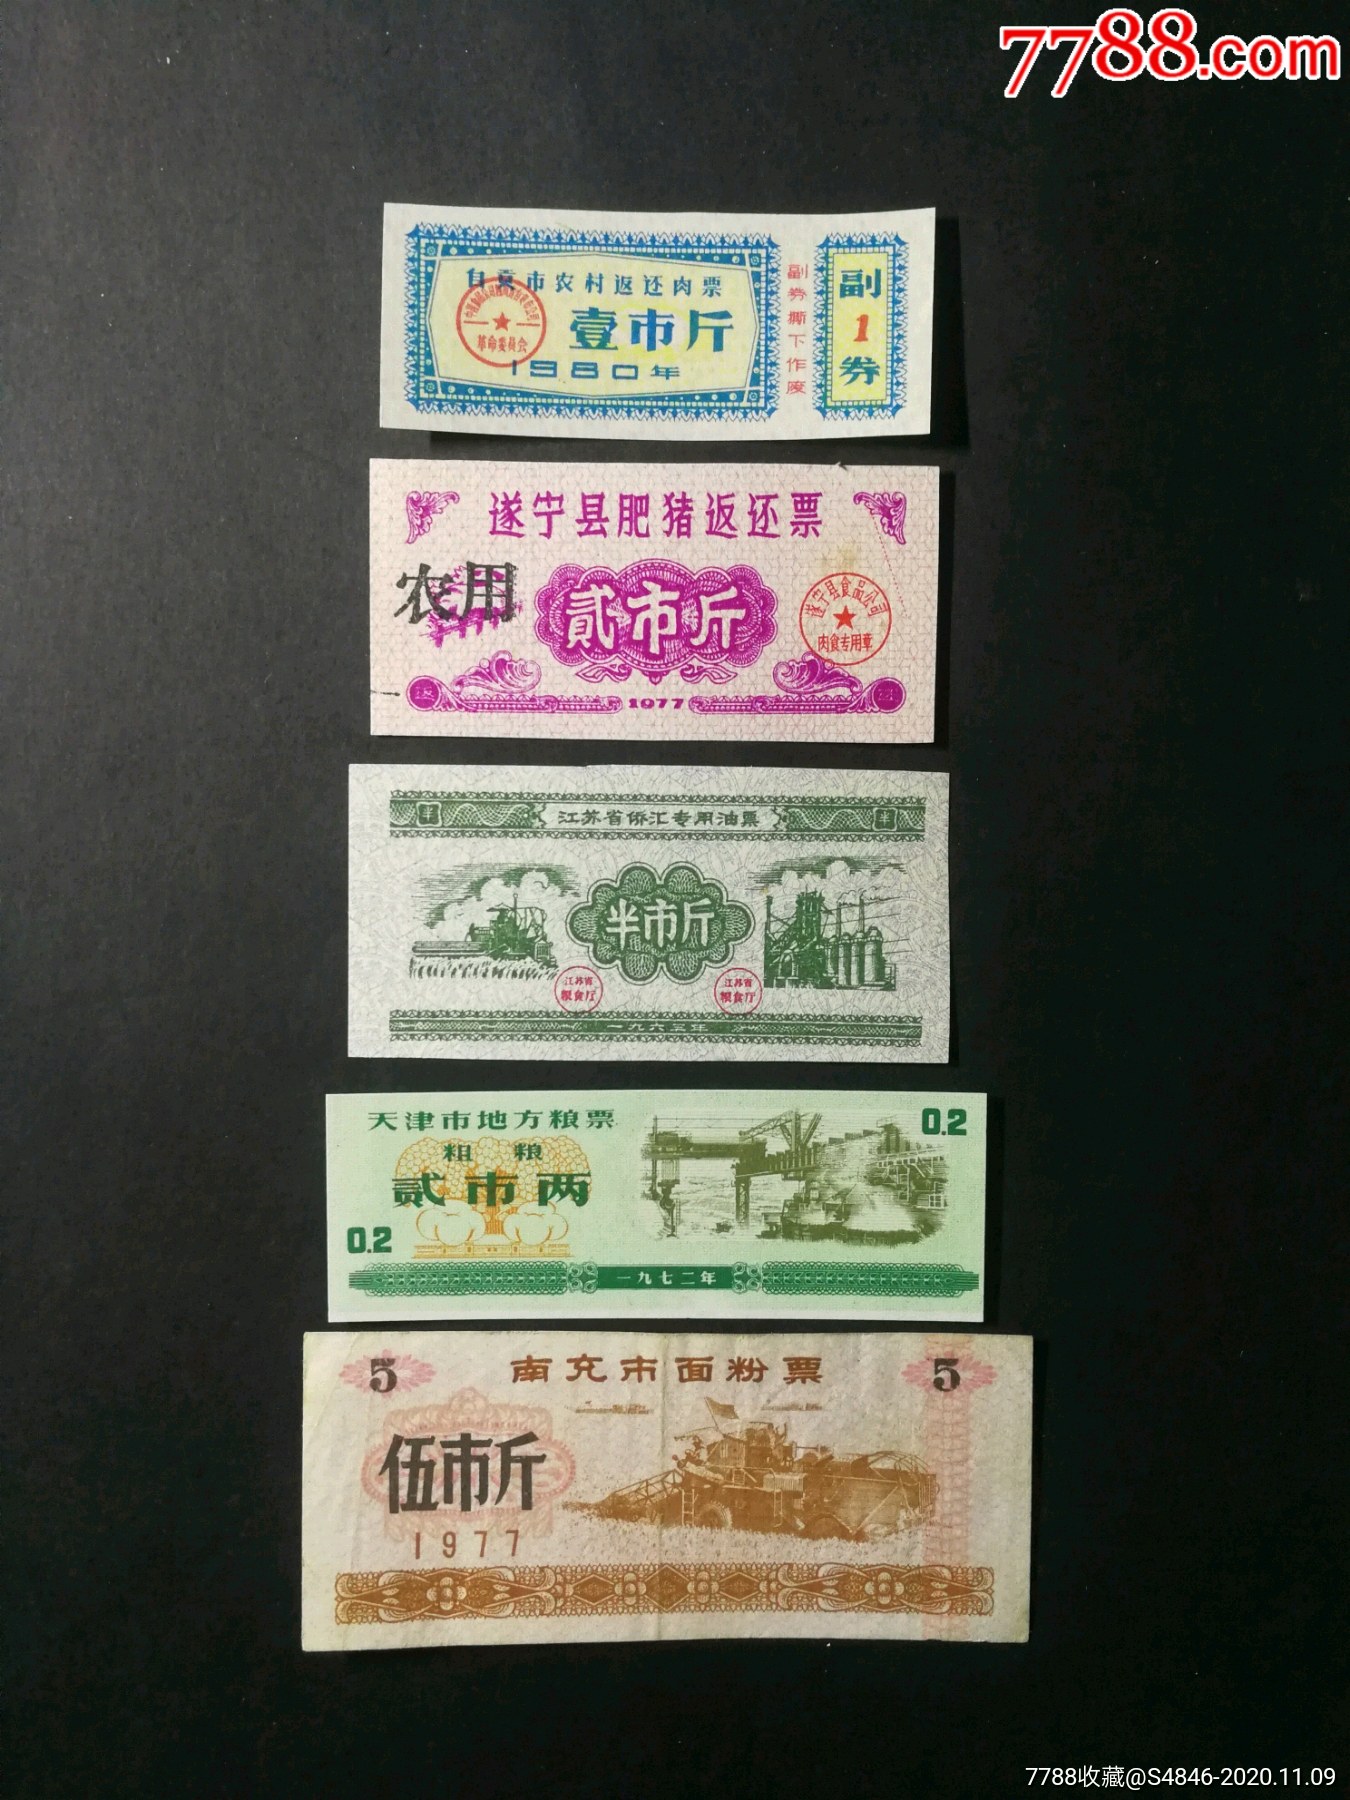 7788.com
自贡市农村返还肉票
壹市斤
1980年
革命委员会
副券撕下作废
副
1
券
遂宁县肥猪返还票
农用
贰市斤
遂宁县食品公司
肉食专用章
1977
半
江苏省侨汇专用油票
半
半市斤
江苏省
粮食厅
江苏省
粮食厅
一九六三年
天津市地方粮票
0.2
粗粮
贰市两
0.2
一九七二年
5
南充市面粉票
5
伍市斤
1977
7788收藏@S4846-2020.11.09